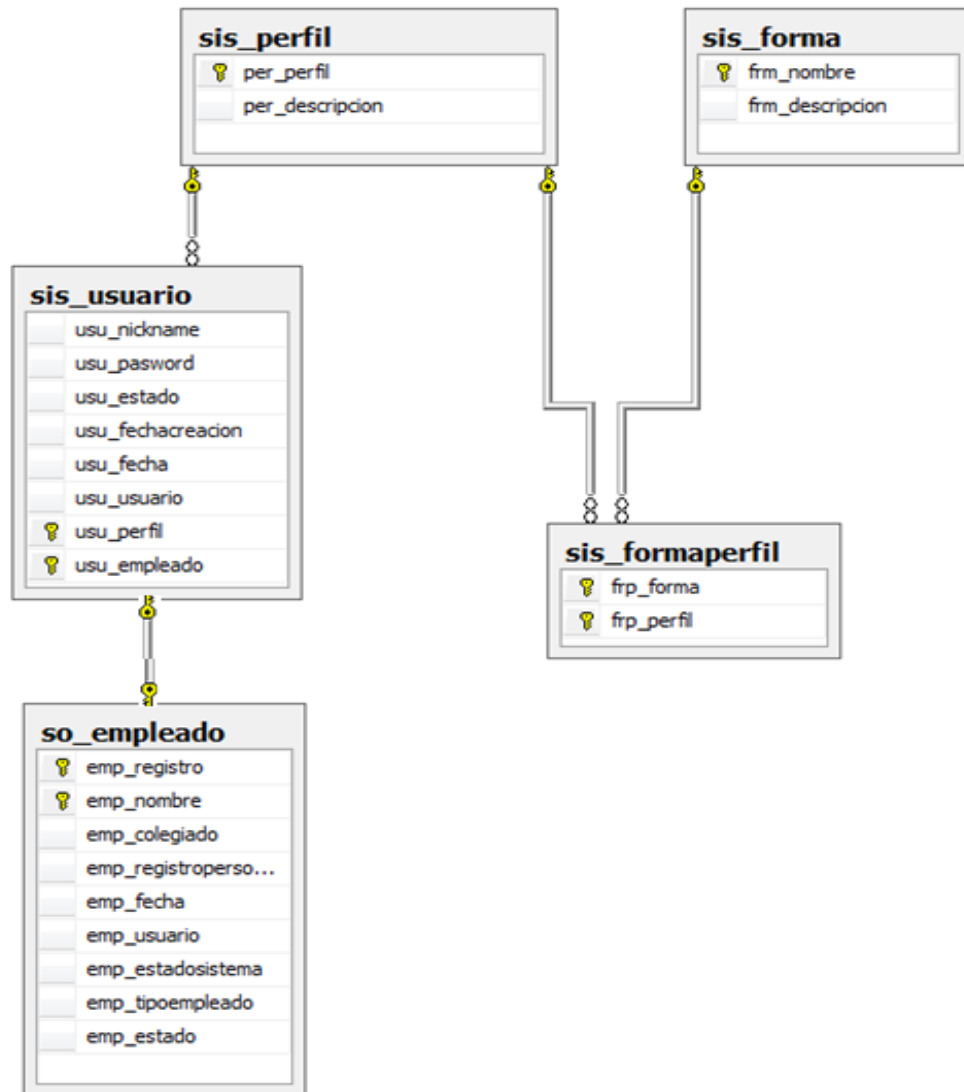 sis_perfil
per_perfil
per_descripcion
sis_forma
frm_nombre
frm_descripcion
sis_usuario
usu_nickname
usu_pasword
usu_estado
usu_fechacreacion
usu_fecha
usu_usuario
usu_perfil
usu_empleado
sis_formaperfil
frp_forma
frp_perfil
so_empleado
emp_registro
emp_nombre
emp_colegiado
emp_registroperso...
emp_fecha
emp_usuario
emp_estadosistema
emp_tipoempleado
emp_estado